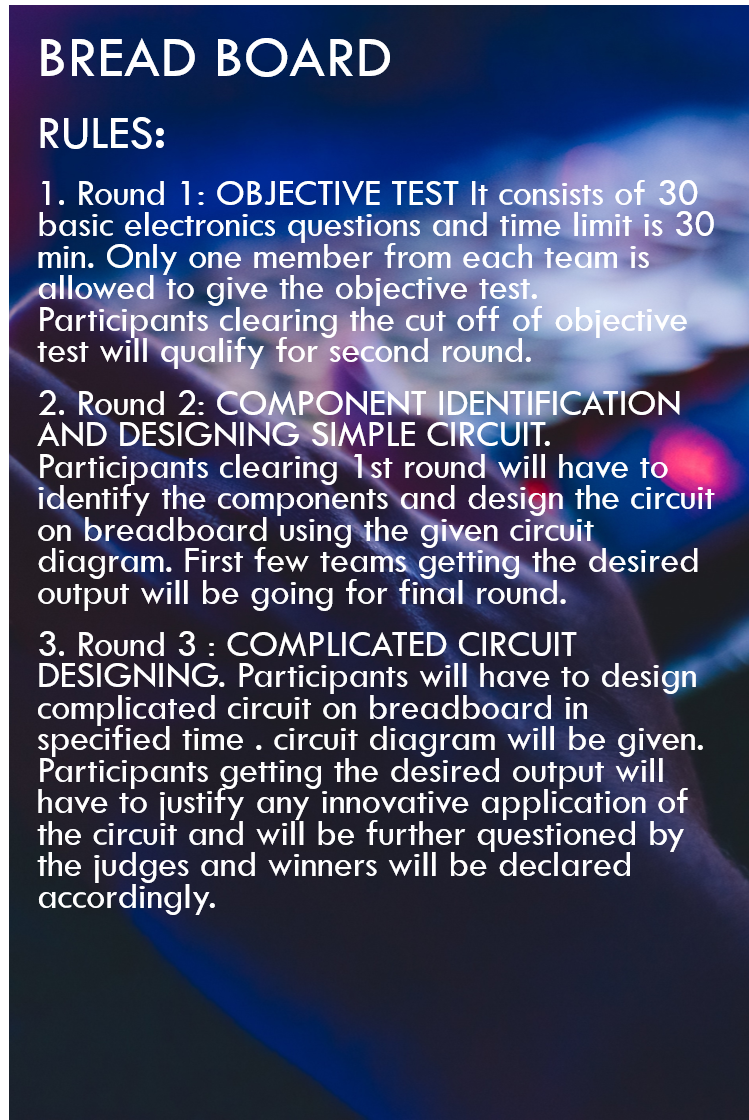 BREAD BOARD
RULES:
1. Round 1: OBJECTIVE TEST It consists of 30
basic electronics questions and time limit is 30
min. Only one member from each team is
allowed to give the objective test.
Participants clearing the cut off of objective
test will qualify for second round.
2. Round 2: COMPONENT IDENTIFICATION
AND DESIGNING SIMPLE CIRCUIT.
Participants clearing 1st round will have to
identify the components and design the circuit
on breadboard using the given circuit
diagram. First few teams getting the desired
output will be going for final round.
3. Round 3 : COMPLICATED CIRCUIT
DESIGNING. Participants will have to design
complicated circuit on breadboard in
specified time . circuit diagram will be given.
Participants getting the desired output will
have to justify any innovative application of
the circuit and will be further questioned by
the judges and winners will be declared
accordingly.